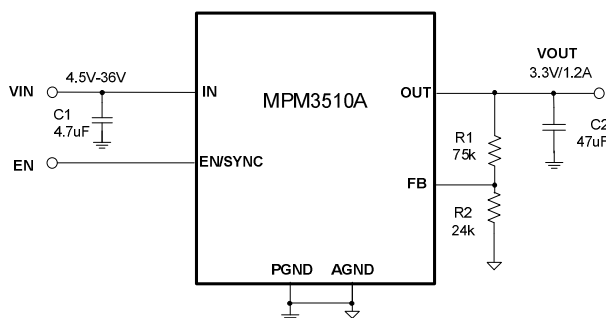 VOUT
3.3V/1.2A
4.5V-36V
VIN
IN
MPM3510A
OUT
C1
4.7uF
R1
75k
C2
47uF
EN
EN/SYNC
FB
R2
24k
PGND AGND